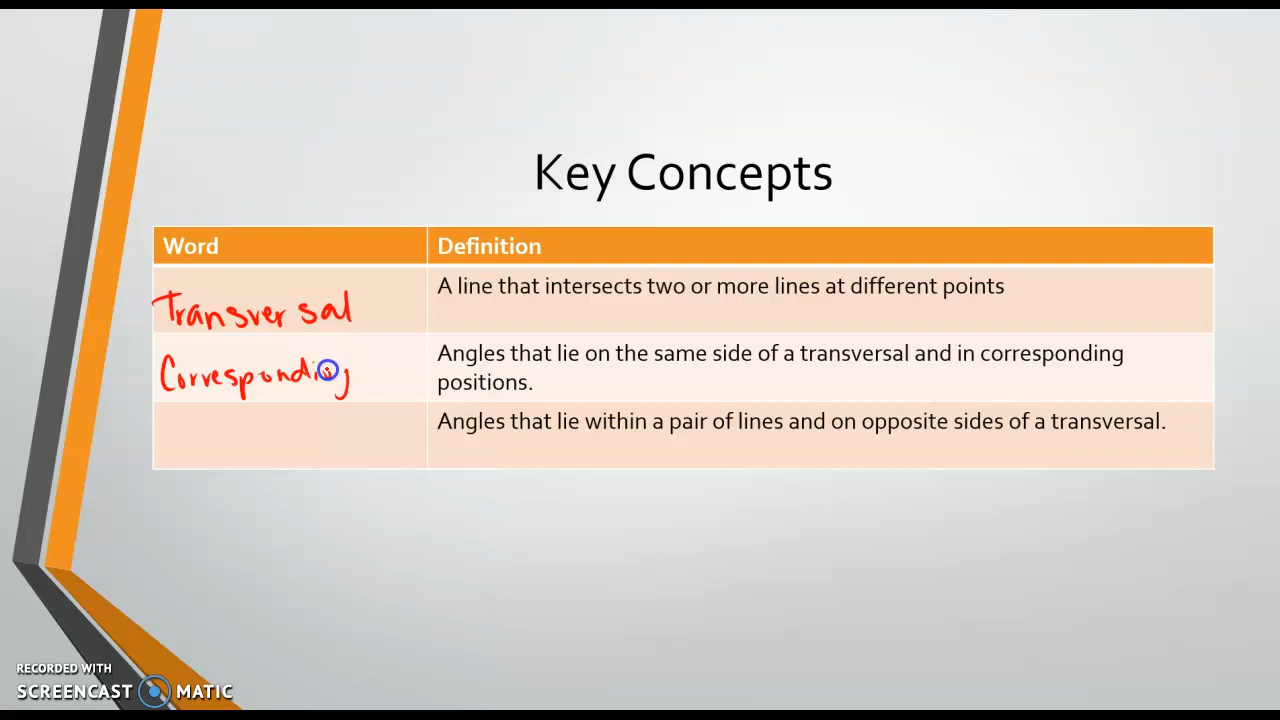 Key Concepts
Word Definition
Transversal A line that intersects two or more lines at different points
Corresponding Angles that lie on the same side of a transversal and in corresponding
positions.
Angles that lie within a pair of lines and on opposite sides of a transversal.
RECORDED WITH
SCREENCAST MATIC